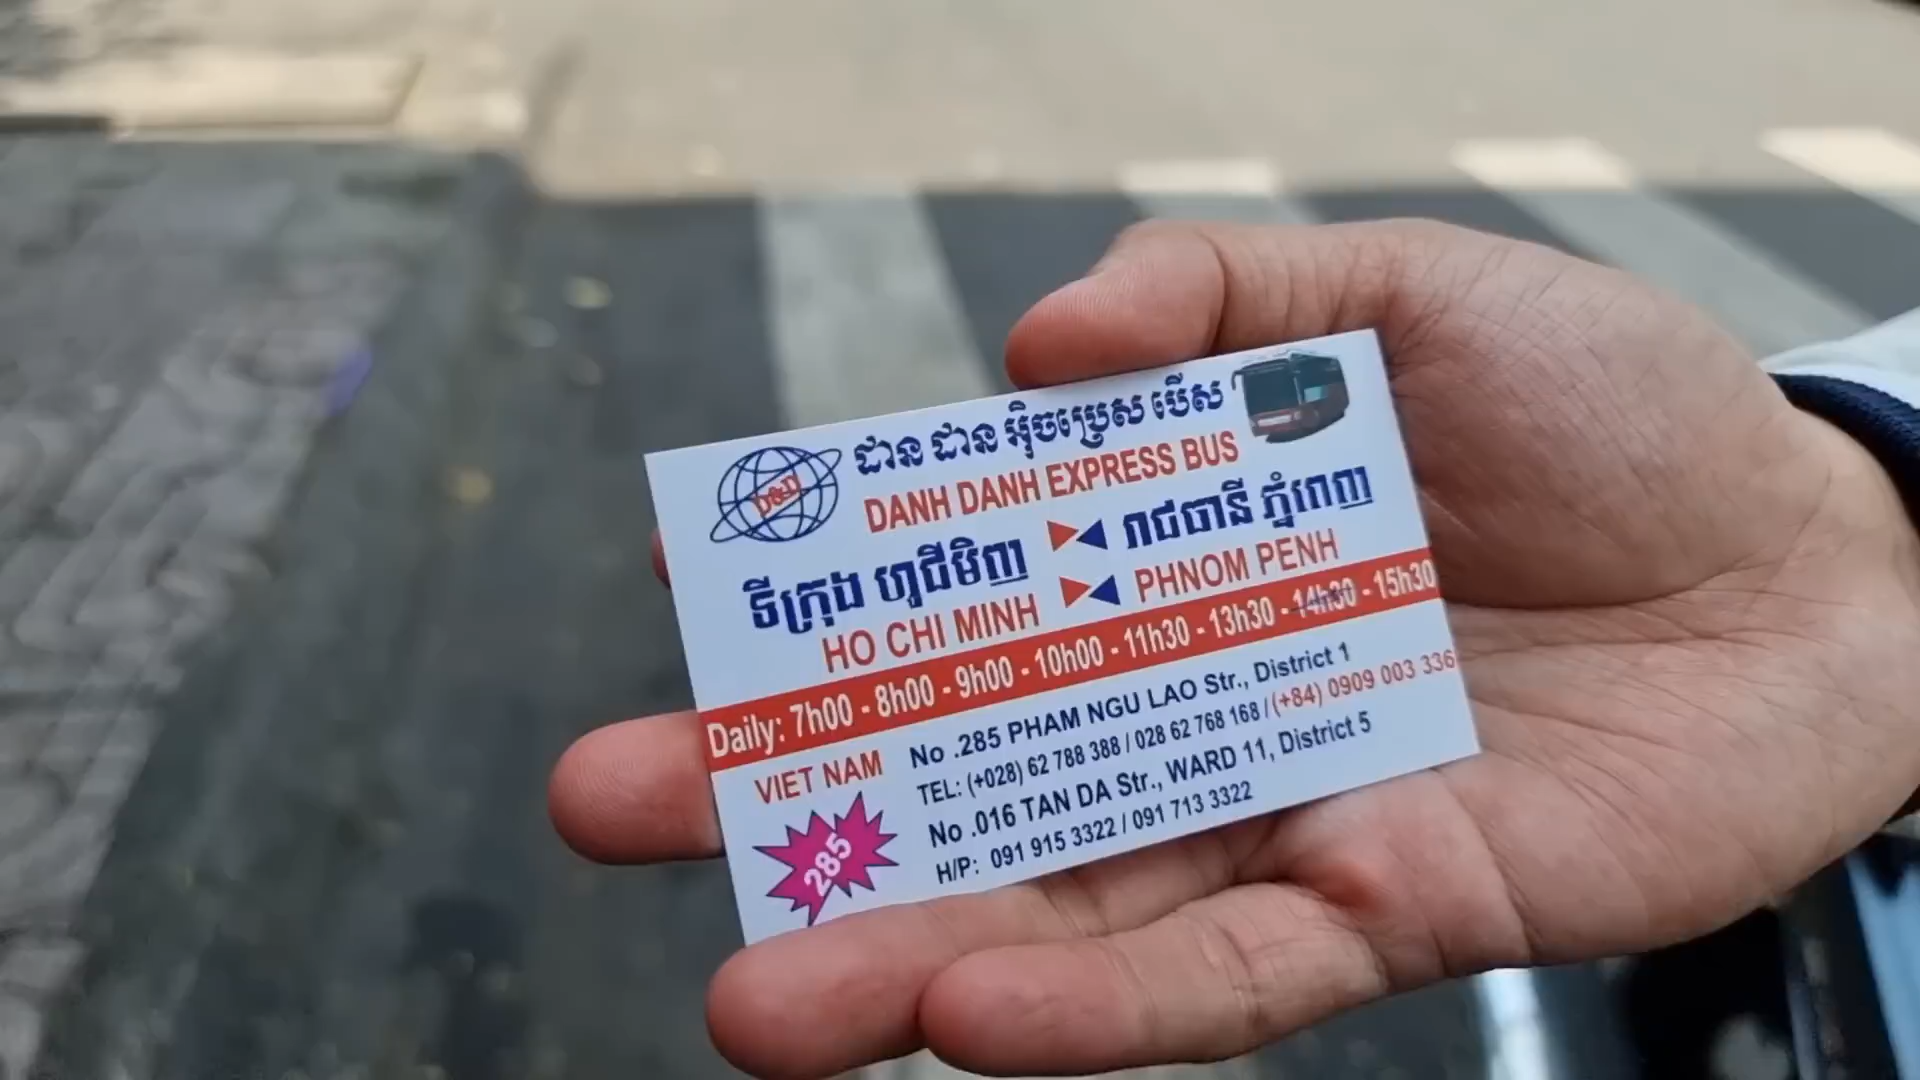 ដាន ដាន អ៊ិចប្រេស បើស
D&D
DANH DANH EXPRESS BUS
ទីក្រុង ហូជីមិញ រាជធានី ភ្នំពេញ
HO CHI MINH PHNOM PENH
Daily: 7h00 - 8h00 - 9h00 - 10h00 - 11h30 - 13h30 - 14h30 - 15h30
VIET NAM
285
No .285 PHAM NGU LAO Str., District 1
TEL: (+028) 62 788 388 / 028 62 768 168 / (+84) 0909 003 336
No .016 TAN DA Str., WARD 11, District 5
H/P: 091 915 3322 / 091 713 3322